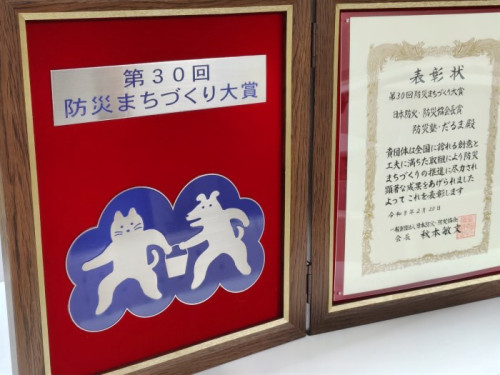 第30回
防災まちづくり大賞
表彰状
第30回防災まちづくり大賞
日本防火・防災協会長賞
防災塾・だるま殿
貴団体は全国に誇れる創意と
工夫に満ちた取組により防災
まちづくりの推進に尽力され
顕著な成果をあげられました
よってこれを表彰します
一般財団法人日本防火・防災協会
会長 秋本敏文